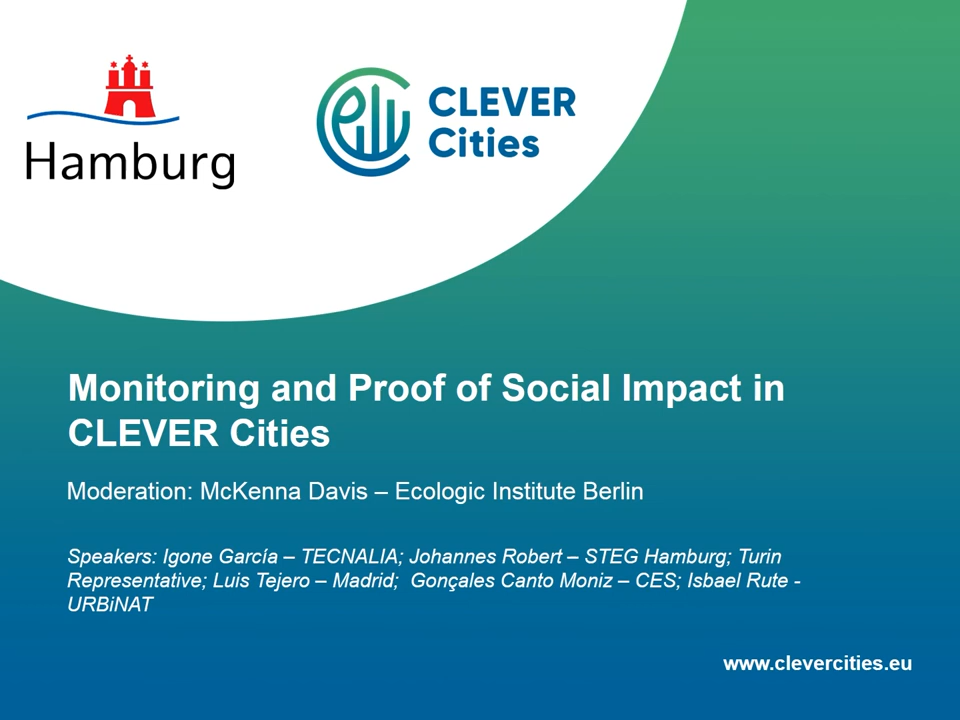 Hamburg
CLEVER
Cities
Monitoring and Proof of Social Impact in
CLEVER Cities
Moderation: McKenna Davis – Ecologic Institute Berlin
Speakers: Igone García – TECNALIA; Johannes Robert – STEG Hamburg; Turin
Representative; Luis Tejero – Madrid; Gonçales Canto Moniz – CES; Isbael Rute -
URBiNAT
www.clevercities.eu